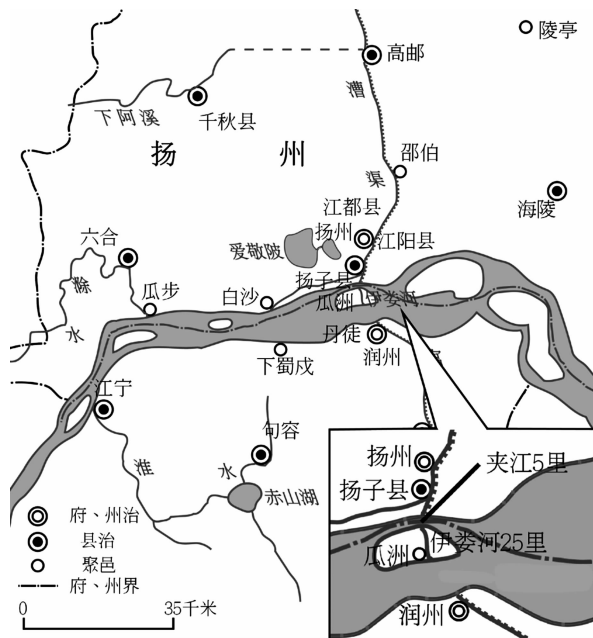 陵亭
高邮
漕
下阿溪
千秋县
扬 州
邵伯
渠
江都县
扬州
江阳县
海陵
爱敬陂
六合
扬子县
滁
瓜步
白沙
瓜洲
伊娄河
水
丹徒
下蜀戍
润州
江宁
句容
扬州
夹江5里
淮
水
扬子县
赤山湖
府、州治
县治
瓜洲
伊娄河25里
聚邑
府、州界
润州
0
35千米